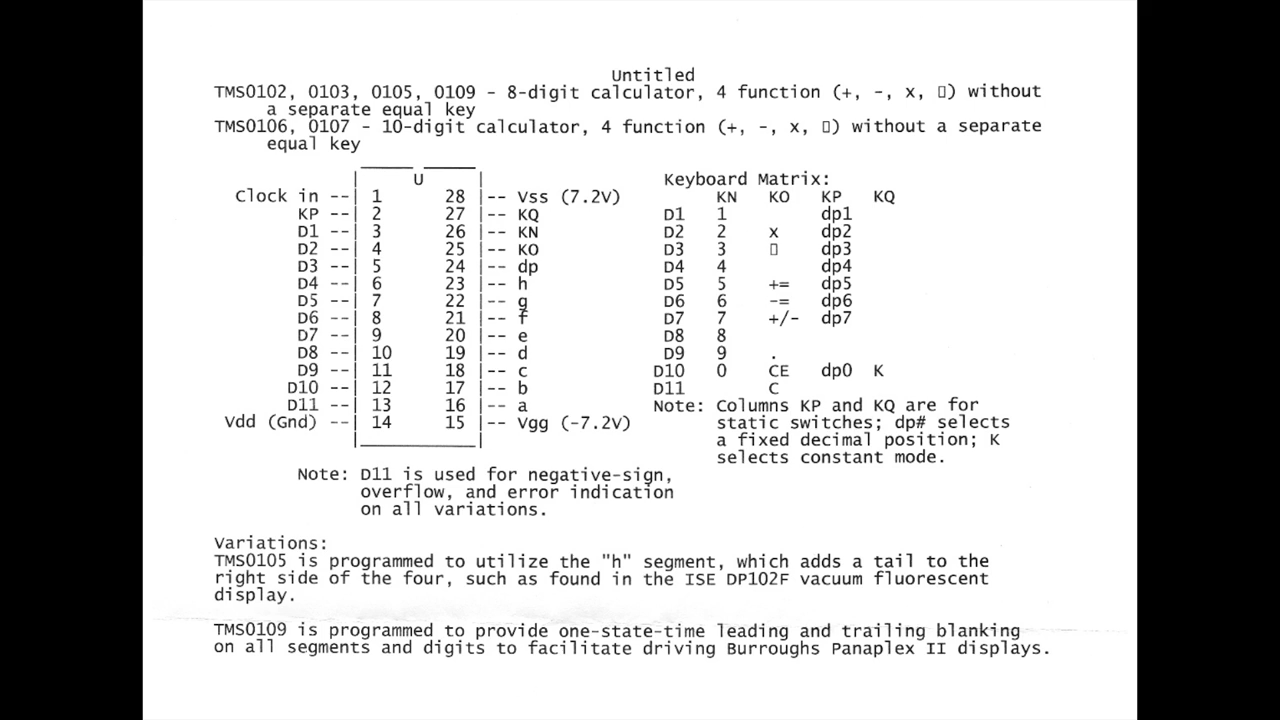 Untitled
TMS0102, 0103, 0105, 0109 - 8-digit calculator, 4 function (+, -, x, ▯) without
a separate equal key
TMS0106, 0107 - 10-digit calculator, 4 function (+, -, x, ▯) without a separate
equal key
U Keyboard Matrix:
Clock in --| 1 28 |-- Vss (7.2V) KN KO KP KQ
KP --| 2 27 |-- KQ D1 1 dp1
D1 --| 3 26 |-- KN D2 2 x dp2
D2 --| 4 25 |-- KO D3 3 ▯ dp3
D3 --| 5 24 |-- dp D4 4 dp4
D4 --| 6 23 |-- h D5 5 += dp5
D5 --| 7 22 |-- g D6 6 -= dp6
D6 --| 8 21 |-- f D7 7 +/- dp7
D7 --| 9 20 |-- e D8 8
D8 --| 10 19 |-- d D9 9 .
D9 --| 11 18 |-- c D10 0 CE dp0 K
D10 --| 12 17 |-- b D11 C
D11 --| 13 16 |-- a Note: Columns KP and KQ are for
Vdd (Gnd) --| 14 15 |-- Vgg (-7.2V) static switches; dp# selects
a fixed decimal position; K
selects constant mode.
Note: D11 is used for negative-sign,
overflow, and error indication
on all variations.
Variations:
TMS0105 is programmed to utilize the "h" segment, which adds a tail to the
right side of the four, such as found in the ISE DP102F vacuum fluorescent
display.
TMS0109 is programmed to provide one-state-time leading and trailing blanking
on all segments and digits to facilitate driving Burroughs Panaplex II displays.